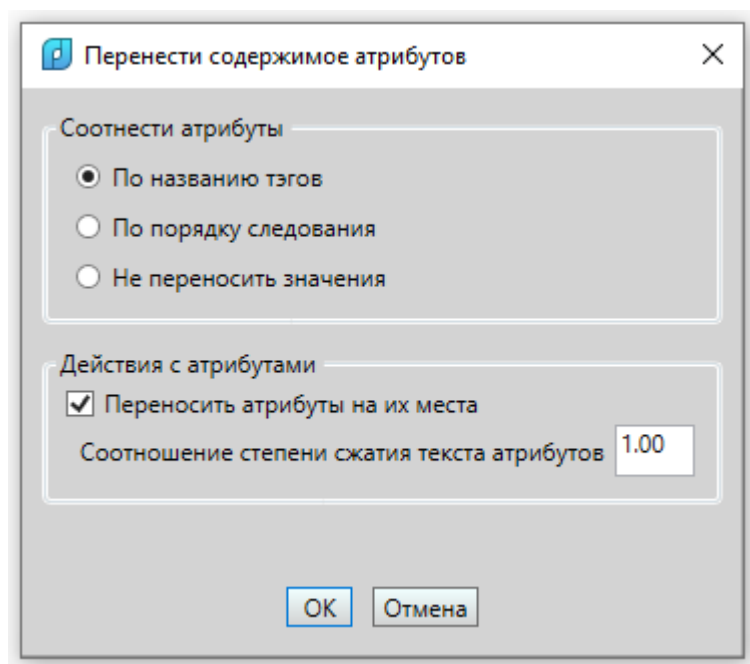 Перенести содержимое атрибутов
Соотнести атрибуты
По названию тэгов
По порядку следования
Не переносить значения
Действия с атрибутами
Переносить атрибуты на их места
Соотношение степени сжатия текста атрибутов 1.00
ОК Отмена